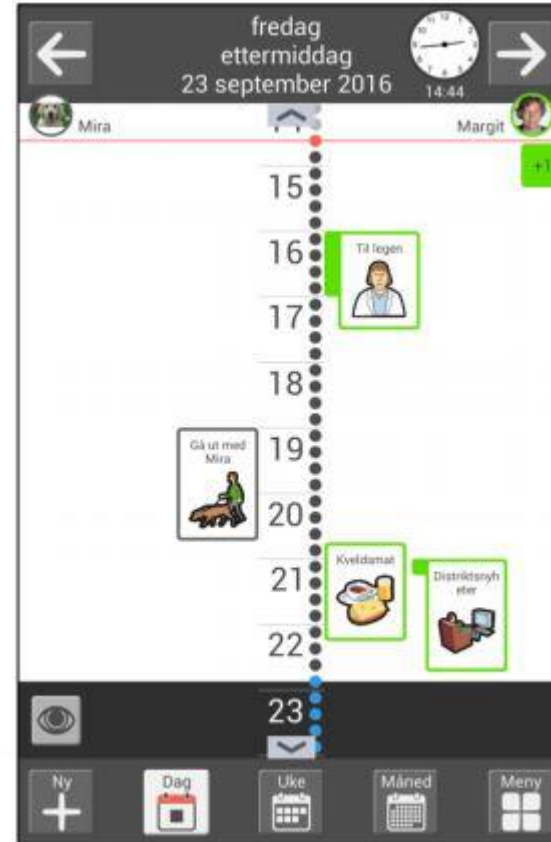 fredag
ettermiddag
23 september 2016
14:44
Mira
Margit
+1
15
16
Til legen
17
18
Gå ut med
Mira
19
20
Kveldsmat
21
Distriktsnyh
eter
22
23
Ny
Dag
Uke
Måned
Meny